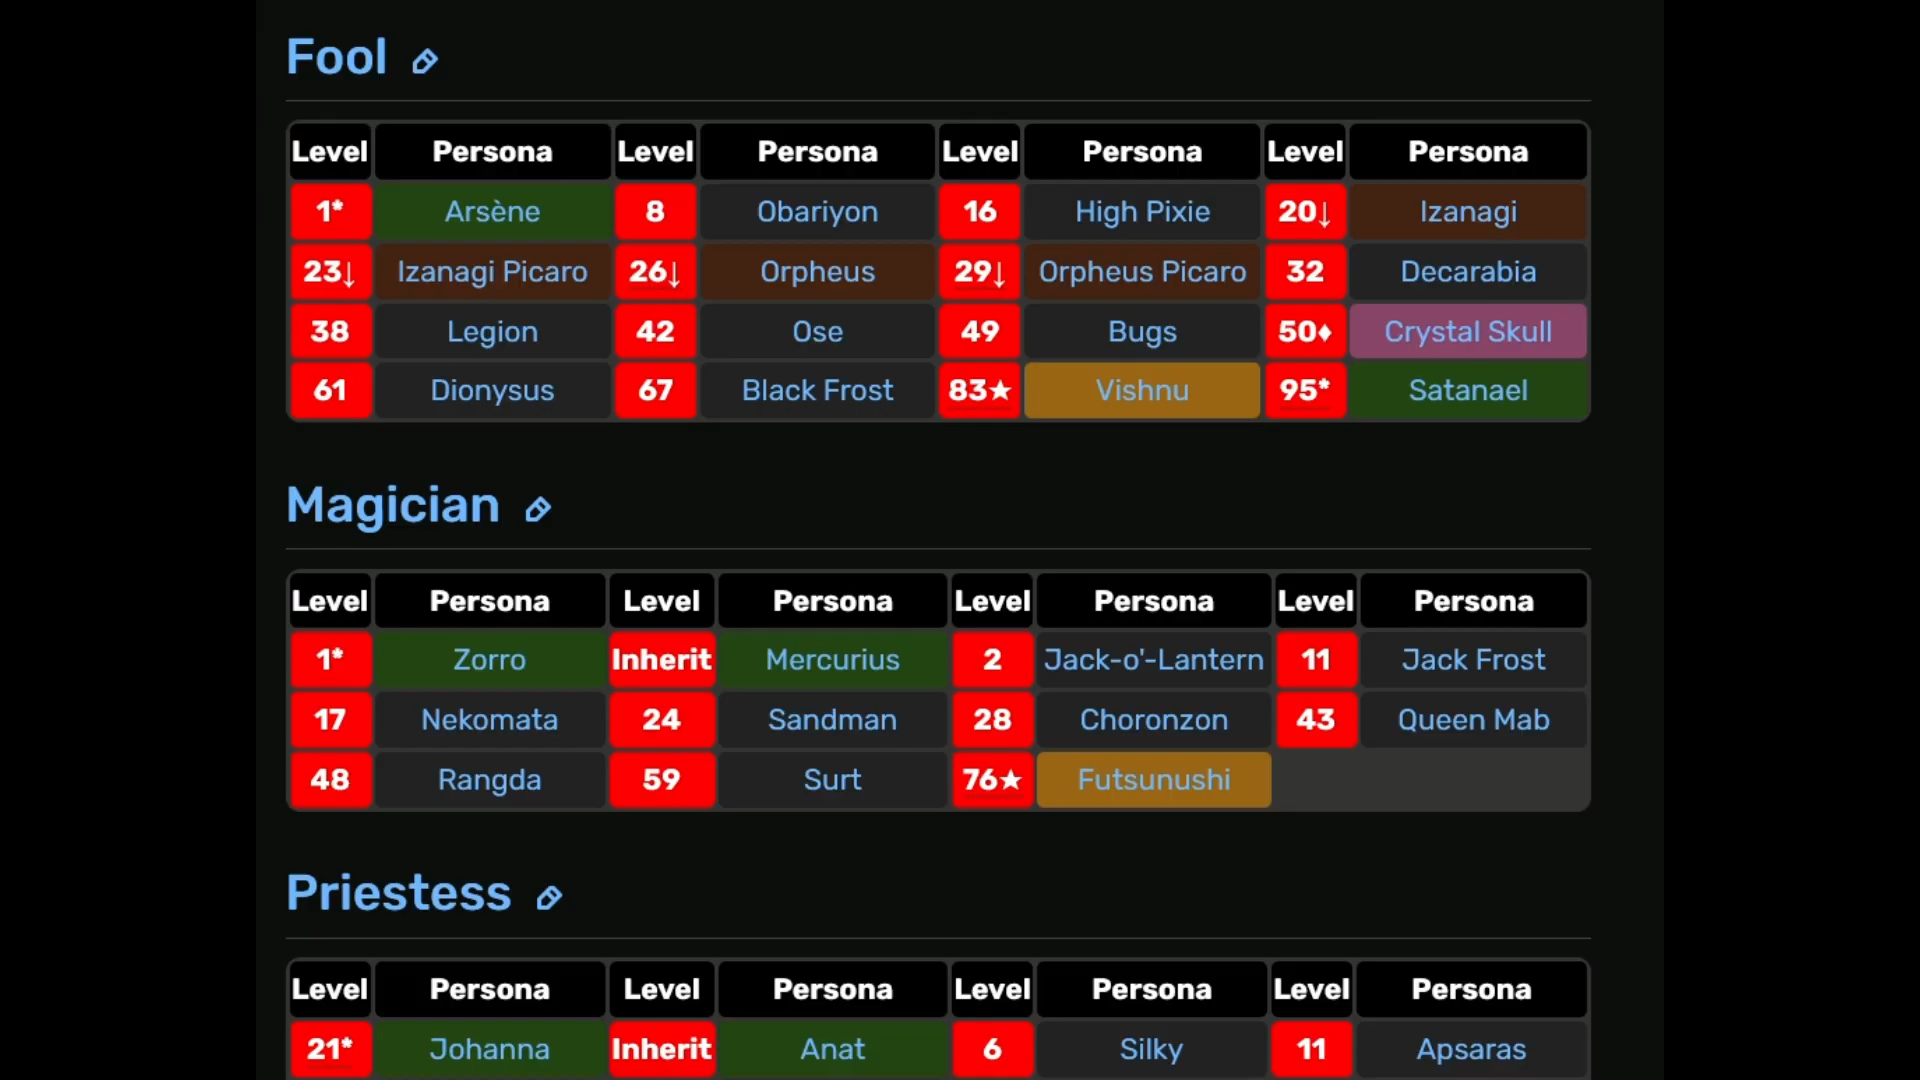 Fool
Level Persona Level Persona Level Persona Level Persona
1* Arsène 8 Obariyon 16 High Pixie 20↓ Izanagi
23↓ Izanagi Picaro 26↓ Orpheus 29↓ Orpheus Picaro 32 Decarabia
38 Legion 42 Ose 49 Bugs 50♦ Crystal Skull
61 Dionysus 67 Black Frost 83★ Vishnu 95* Satanael
Magician
Level Persona Level Persona Level Persona Level Persona
1* Zorro Inherit Mercurius 2 Jack-o'-Lantern 11 Jack Frost
17 Nekomata 24 Sandman 28 Choronzon 43 Queen Mab
48 Rangda 59 Surt 76★ Futsunushi
Priestess
Level Persona Level Persona Level Persona Level Persona
21* Johanna Inherit Anat 6 Silky 11 Apsaras